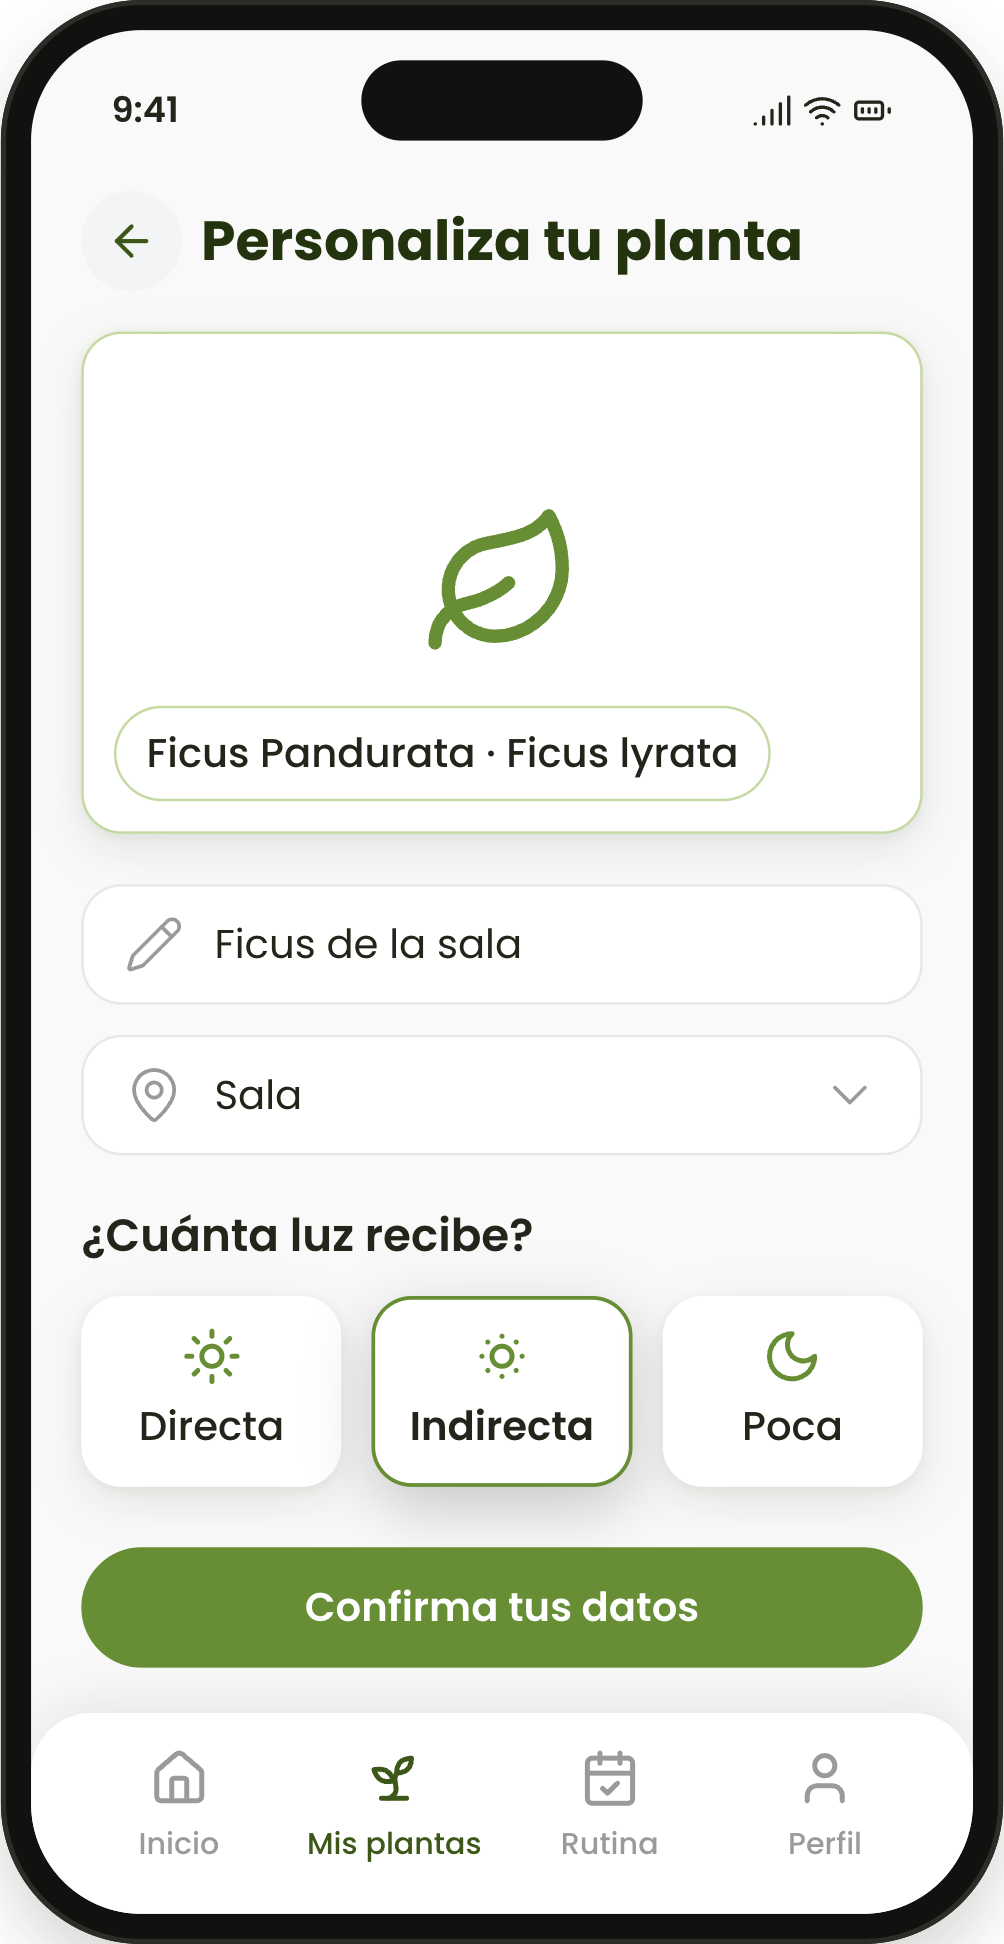 9:41
Personaliza tu planta
Ficus Pandurata · Ficus lyrata
Ficus de la sala
Sala
¿Cuánta luz recibe?
Directa
Indirecta
Poca
Confirma tus datos
Inicio
Mis plantas
Rutina
Perfil